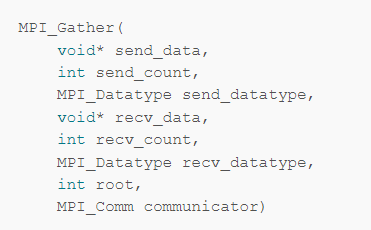 MPI_Gather(
    void* send_data,
    int send_count,
    MPI_Datatype send_datatype,
    void* recv_data,
    int recv_count,
    MPI_Datatype recv_datatype,
    int root,
    MPI_Comm communicator)